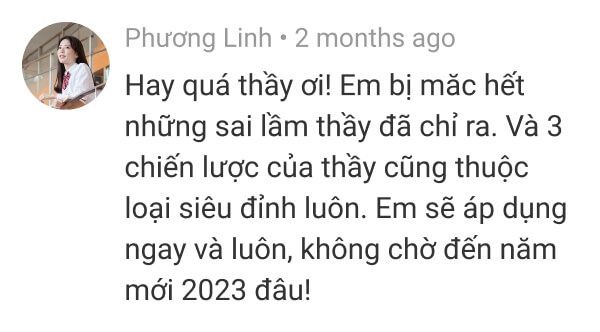 Phương Linh • 2 months ago
Hay quá thầy ơi! Em bị măc hết
những sai lầm thầy đã chỉ ra. Và 3
chiến lược của thầy cũng thuộc
loại siêu đỉnh luôn. Em sẽ áp dụng
ngay và luôn, không chờ đến năm
mới 2023 đâu!